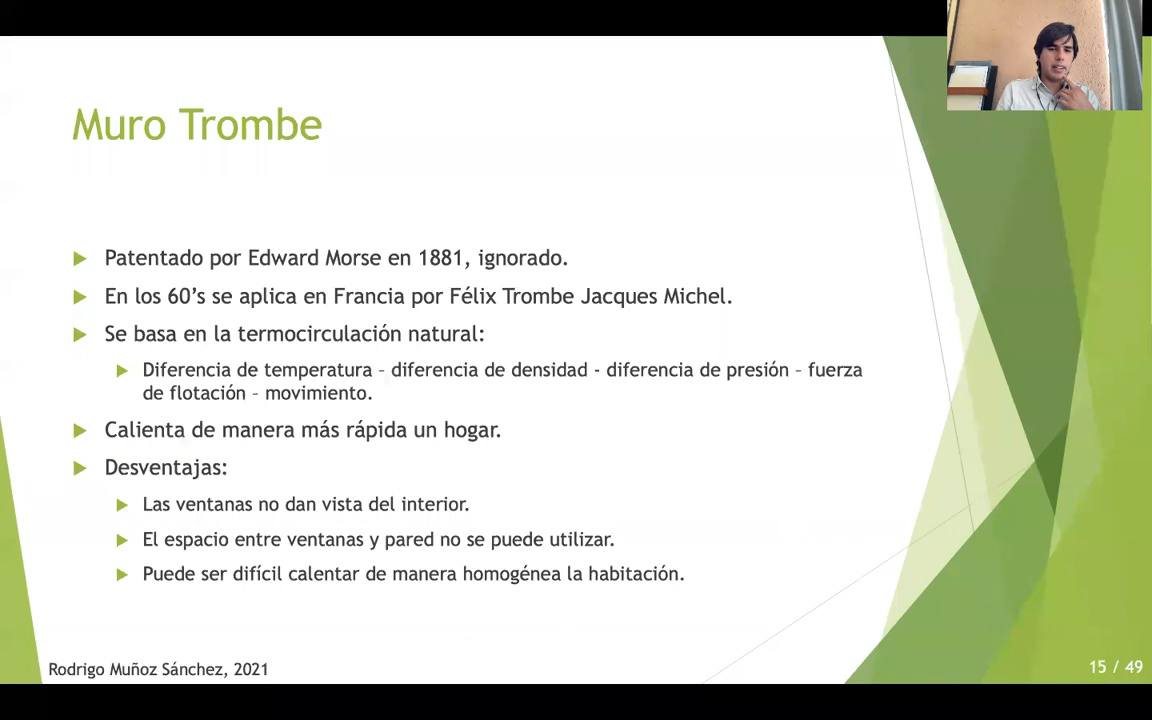 Muro Trombe
Patentado por Edward Morse en 1881, ignorado.
En los 60’s se aplica en Francia por Félix Trombe Jacques Michel.
Se basa en la termocirculación natural:
Diferencia de temperatura – diferencia de densidad - diferencia de presión – fuerza
de flotación – movimiento.
Calienta de manera más rápida un hogar.
Desventajas:
Las ventanas no dan vista del interior.
El espacio entre ventanas y pared no se puede utilizar.
Puede ser difícil calentar de manera homogénea la habitación.
Rodrigo Muñoz Sánchez, 2021
15 / 49